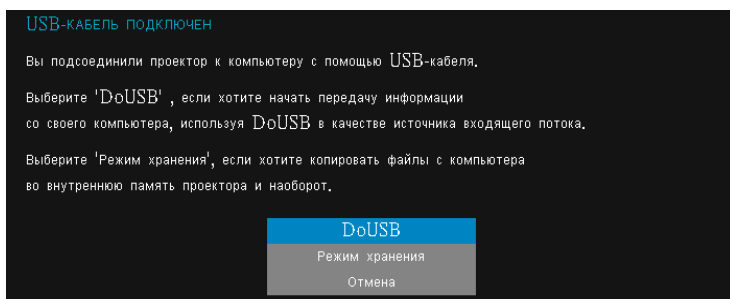 USB-КАБЕЛЬ ПОДКЛЮЧЕН
Вы подсоединили проектор к компьютеру с помощью USB-кабеля.
Выберите 'DoUSB' , если хотите начать передачу информации
со своего компьютера, используя DoUSB в качестве источника входящего потока.
Выберите 'Режим хранения', если хотите копировать файлы с компьютера
во внутреннюю память проектора и наоборот.
DoUSB
Режим хранения
Отмена